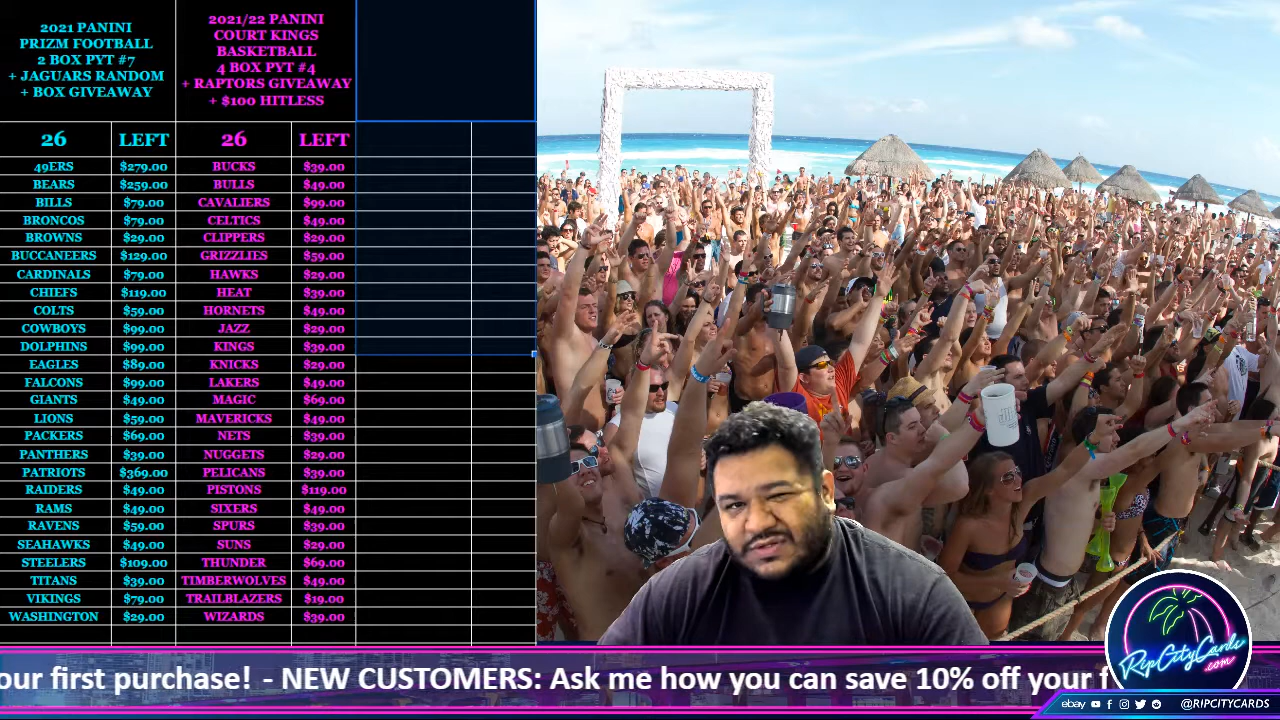 2021 PANINI
PRIZM FOOTBALL
2 BOX PYT #7
+ JAGUARS RANDOM
+ BOX GIVEAWAY
2021/22 PANINI
COURT KINGS
BASKETBALL
4 BOX PYT #4
+ RAPTORS GIVEAWAY
+ $100 HITLESS
26 LEFT 26 LEFT
49ERS $279.00 BUCKS $39.00
BEARS $259.00 BULLS $49.00
BILLS $79.00 CAVALIERS $99.00
BRONCOS $79.00 CELTICS $49.00
BROWNS $29.00 CLIPPERS $29.00
BUCCANEERS $129.00 GRIZZLIES $59.00
CARDINALS $79.00 HAWKS $29.00
CHIEFS $119.00 HEAT $39.00
COLTS $59.00 HORNETS $49.00
COWBOYS $99.00 JAZZ $29.00
DOLPHINS $99.00 KINGS $39.00
EAGLES $89.00 KNICKS $29.00
FALCONS $99.00 LAKERS $49.00
GIANTS $49.00 MAGIC $69.00
LIONS $59.00 MAVERICKS $49.00
PACKERS $69.00 NETS $39.00
PANTHERS $39.00 NUGGETS $29.00
PATRIOTS $369.00 PELICANS $39.00
RAIDERS $49.00 PISTONS $119.00
RAMS $49.00 SIXERS $49.00
RAVENS $59.00 SPURS $39.00
SEAHAWKS $49.00 SUNS $29.00
STEELERS $109.00 THUNDER $69.00
TITANS $39.00 TIMBERWOLVES $49.00
VIKINGS $79.00 TRAILBLAZERS $19.00
WASHINGTON $29.00 WIZARDS $39.00
our first purchase! - NEW CUSTOMERS: Ask me how you can save 10% off your f
RipCityCards
.com
ebay @RIPCITYCARDS